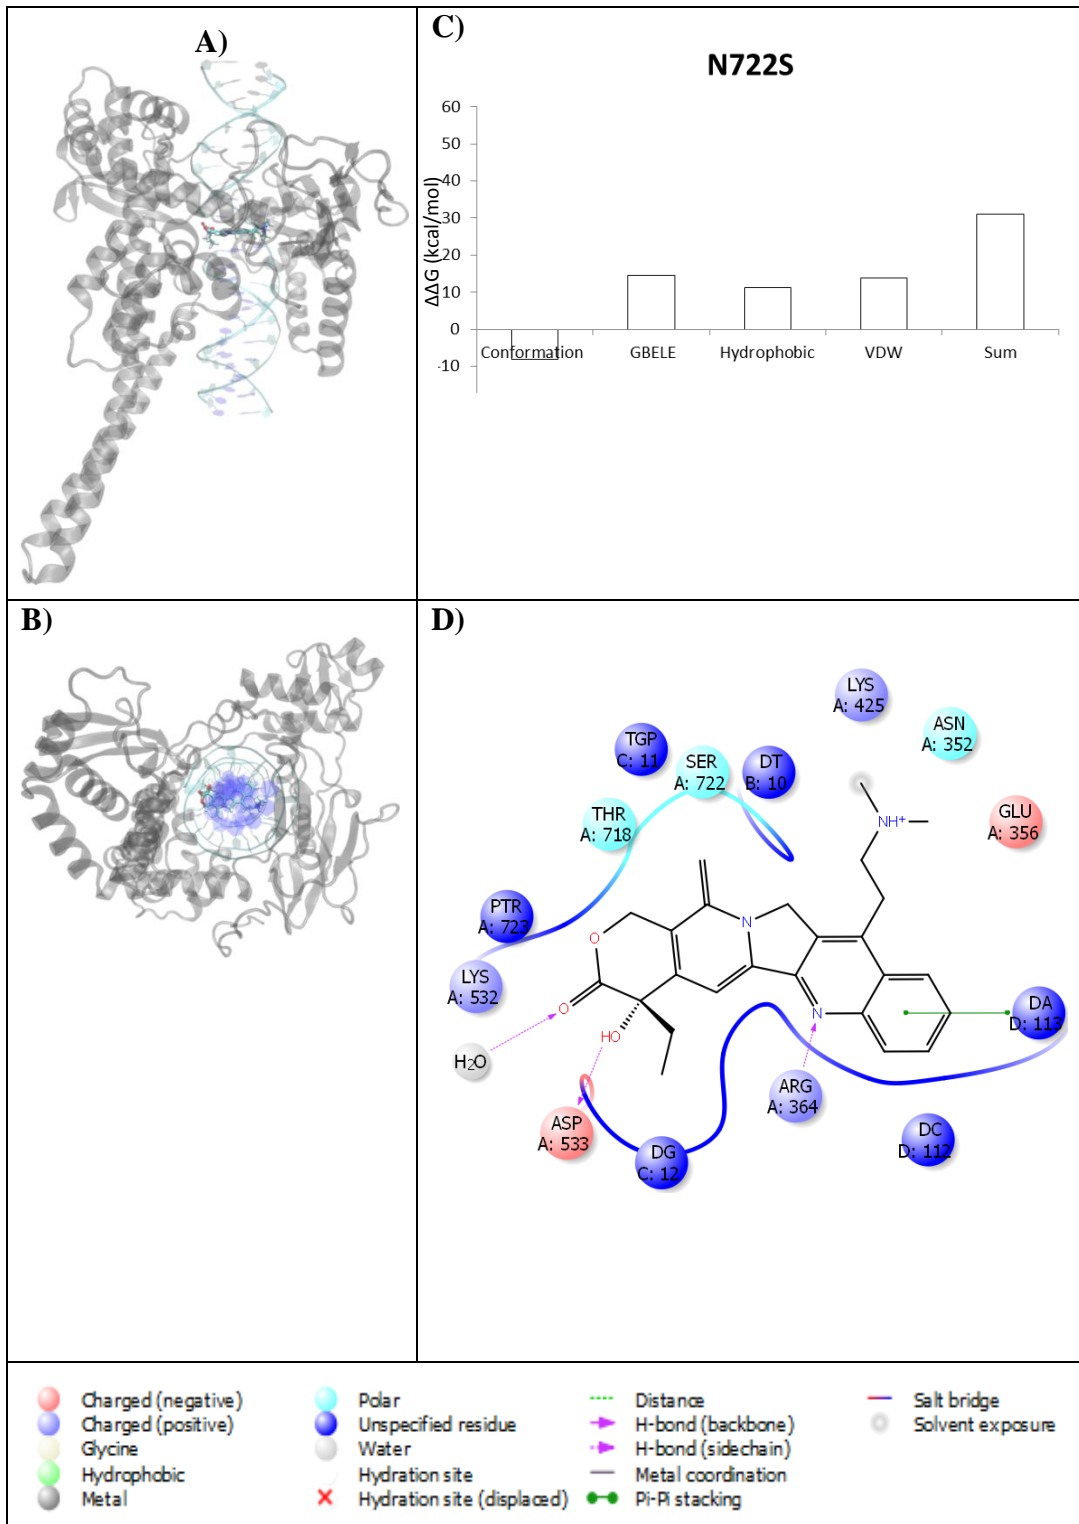 A)
C)
N722S
ΔΔG (kcal/mol)
60
50
40
30
20
10
0
-10
Conformation
GBELE
Hydrophobic
VDW
Sum
B)
D)
LYS
A: 425
ASN
A: 352
TGP
C: 11
SER
A: 722
DT
B: 10
GLU
A: 356
THR
A: 718
NH+
PTR
A: 723
N
O
LYS
A: 532
O
N
DA
D: 113
HO
H2O
ARG
A: 364
ASP
A: 533
DC
D: 112
DG
C: 12
Charged (negative)
Charged (positive)
Glycine
Hydrophobic
Metal
Polar
Unspecified residue
Water
Hydration site
Hydration site (displaced)
Distance
H-bond (backbone)
H-bond (sidechain)
Metal coordination
Pi-Pi stacking
Salt bridge
Solvent exposure